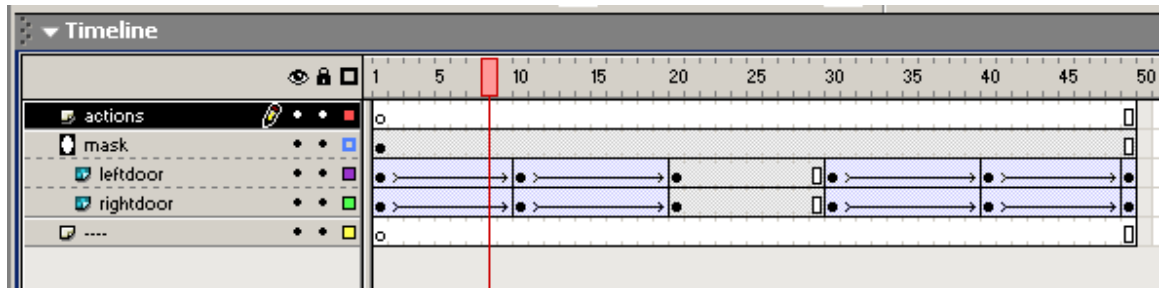 Timeline
1 5 10 15 20 25 30 35 40 45 50
actions
mask
leftdoor
rightdoor
----